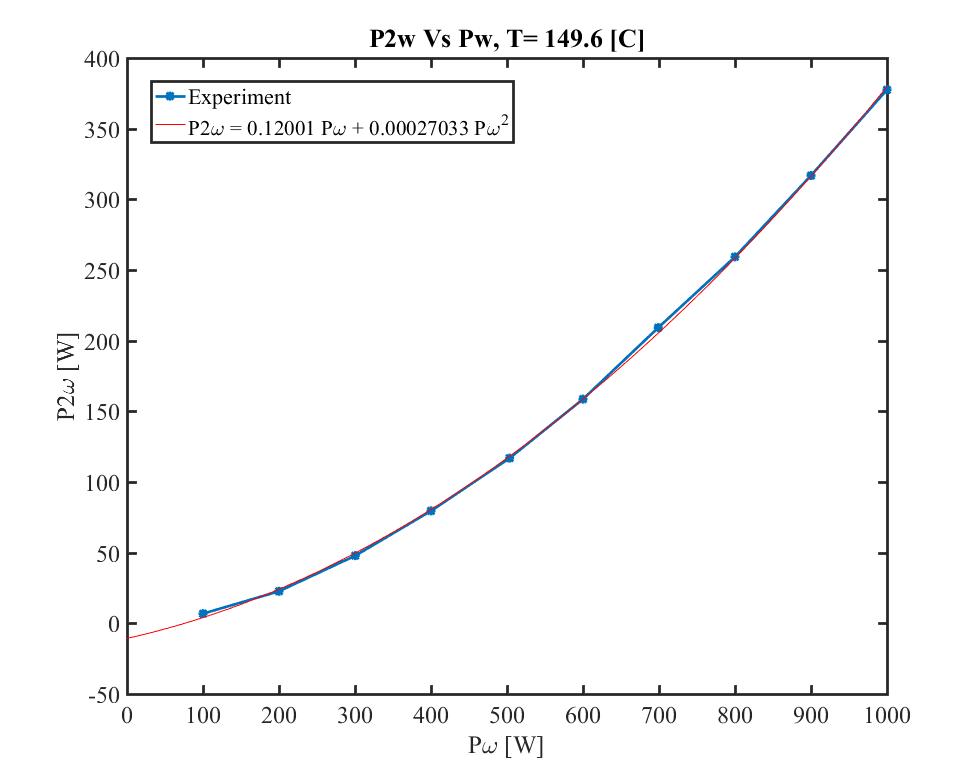 P2w Vs Pw, T= 149.6 [C]
400
350
300
250
200
150
100
50
0
-50
P2ω [W]
Experiment
P2ω = 0.12001 Pω + 0.00027033 Pω²
0 100 200 300 400 500 600 700 800 900 1000
Pω [W]